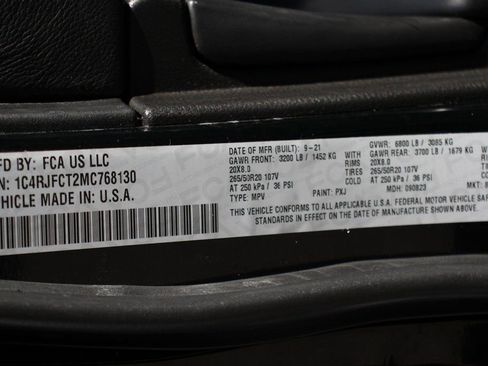 MFD BY: FCA US LLC
DATE OF MFR (BUILT): 9-21
GVWR: 6800 LB / 3085 KG
GAWR FRONT: 3200 LB / 1452 KG
WITH
GAWR REAR: 3700 LB / 1679 KG
20X8.0
RIMS
20X8.0
265/50R20 107V
TIRES
265/50R20 107V
AT 250 kPa / 36 PSI
AT 250 kPa / 36 PSI
: 1C4RJFCT2MC768130
TYPE: MPV
PAINT: PXJ
MDH: 090823
MKT:
VEHICLE MADE IN: U.S.A.
THIS VEHICLE CONFORMS TO ALL APPLICABLE U.S.A. FEDERAL MOTOR VEHICLE
STANDARDS IN EFFECT ON THE DATE OF MANUFACTURE SHOWN ABOVE.